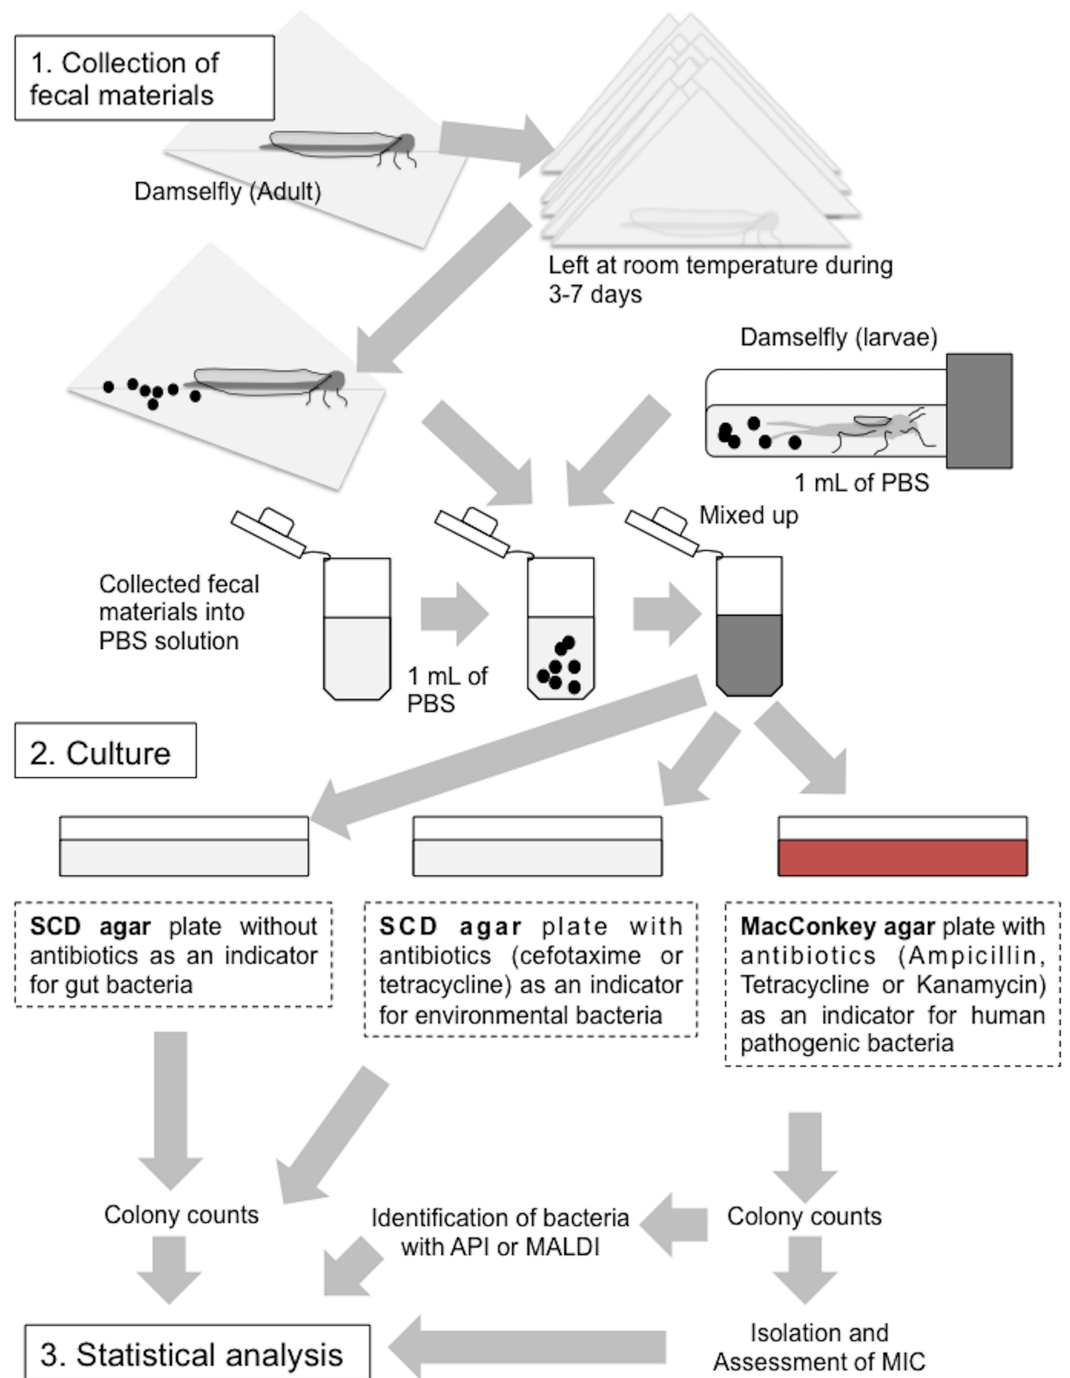 1. Collection of
fecal materials
Damselfly (Adult)
Left at room temperature during
3-7 days
Damselfly (larvae)
1 mL of PBS
Mixed up
Collected fecal
materials into
PBS solution
1 mL of
PBS
2. Culture
SCD agar plate without
antibiotics as an indicator
for gut bacteria
SCD agar plate with
antibiotics (cefotaxime or
tetracycline) as an indicator
for environmental bacteria
MacConkey agar plate with
antibiotics (Ampicillin,
Tetracycline or Kanamycin)
as an indicator for human
pathogenic bacteria
Colony counts
Identification of bacteria
with API or MALDI
Colony counts
Isolation and
Assessment of MIC
3. Statistical analysis